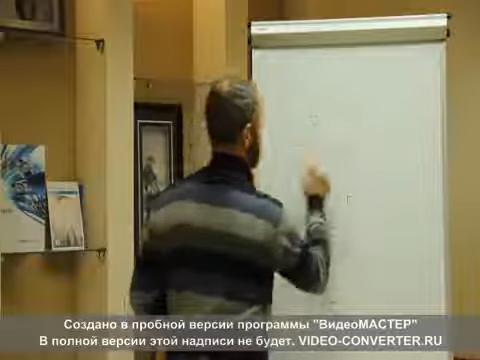 Создано в пробной версии программы "ВидеоМАСТЕР"
В полной версии этой надписи не будет. VIDEO-CONVERTER.RU